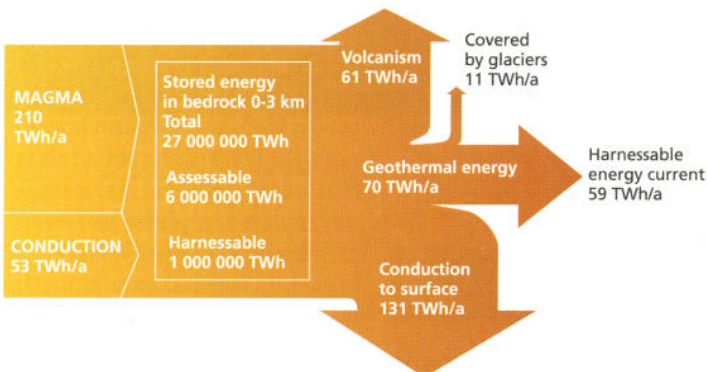 MAGMA
210
TWh/a
CONDUCTION
53 TWh/a
Stored energy
in bedrock 0-3 km
Total
27 000 000 TWh
Assessable
6 000 000 TWh
Harnessable
1 000 000 TWh
Volcanism
61 TWh/a
Covered
by glaciers
11 TWh/a
Geothermal energy
70 TWh/a
Harnessable
energy current
59 TWh/a
Conduction
to surface
131 TWh/a